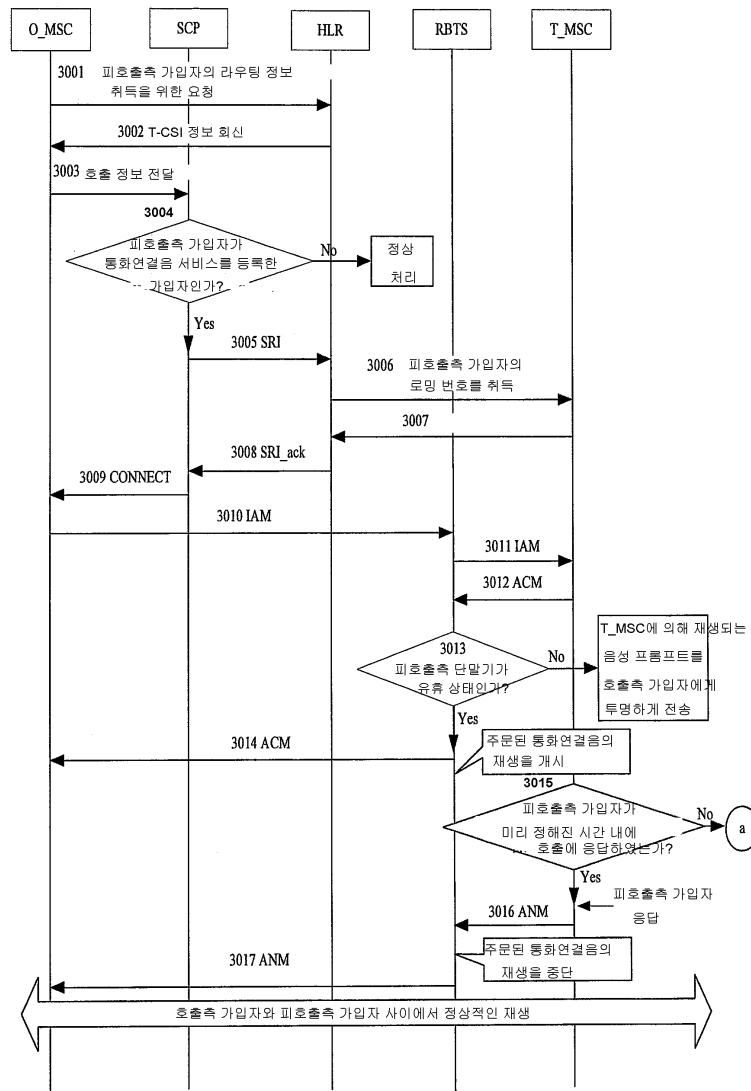 O_MSC
SCP
HLR
RBTS
T_MSC
3001 피호출측 가입자의 라우팅 정보
취득을 위한 요청
3002 T-CSI 정보 회신
3003 호출 정보 전달
3004
피호출측 가입자가
통화연결음 서비스를 등록한
가입자인가?
No
정상
처리
Yes
3005 SRI
3006 피호출측 가입자의
로밍 번호를 취득
3007
3008 SRI_ack
3009 CONNECT
3010 IAM
3011 IAM
3012 ACM
3013
피호출측 단말기가
유휴 상태인가?
No
T_MSC에 의해 재생되는
음성 프롬프트를
호출측 가입자에게
투명하게 전송
Yes
3014 ACM
주문된 통화연결음의
재생을 개시
3015
피호출측 가입자가
미리 정해진 시간 내에
호출에 응답하였는가?
No
a
Yes
피호출측 가입자
응답
3016 ANM
주문된 통화연결음의
재생을 중단
3017 ANM
호출측 가입자와 피호출측 가입자 사이에서 정상적인 재생